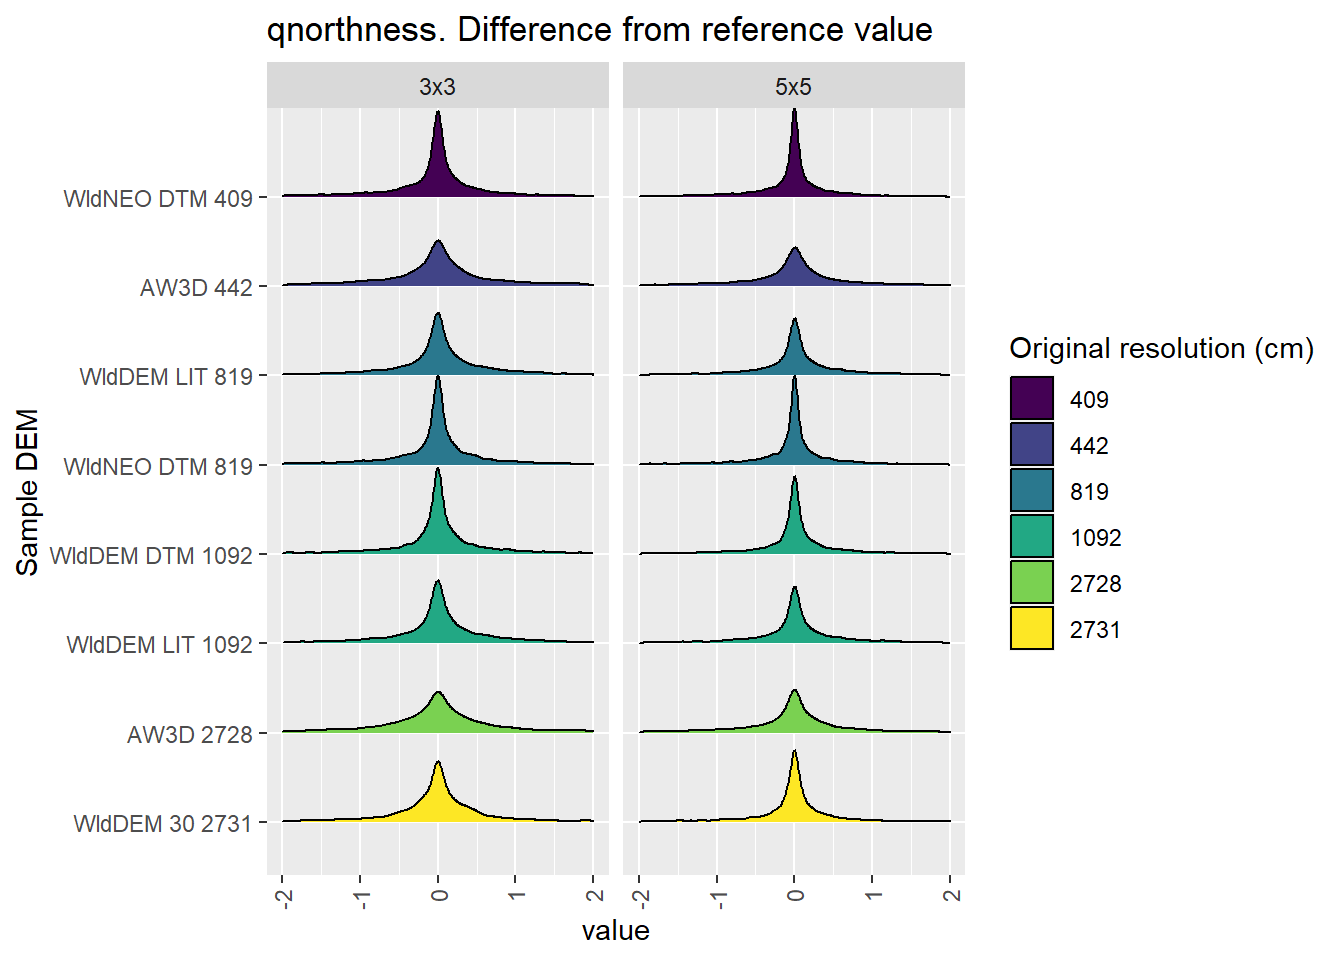 qnorthness. Difference from reference value
3x3
5x5
Sample DEM
WldNEO DTM 409
AW3D 442
WldDEM LIT 819
WldNEO DTM 819
WldDEM DTM 1092
WldDEM LIT 1092
AW3D 2728
WldDEM 30 2731
-2
-1
0
1
2
-2
-1
0
1
2
value
Original resolution (cm)
409
442
819
1092
2728
2731